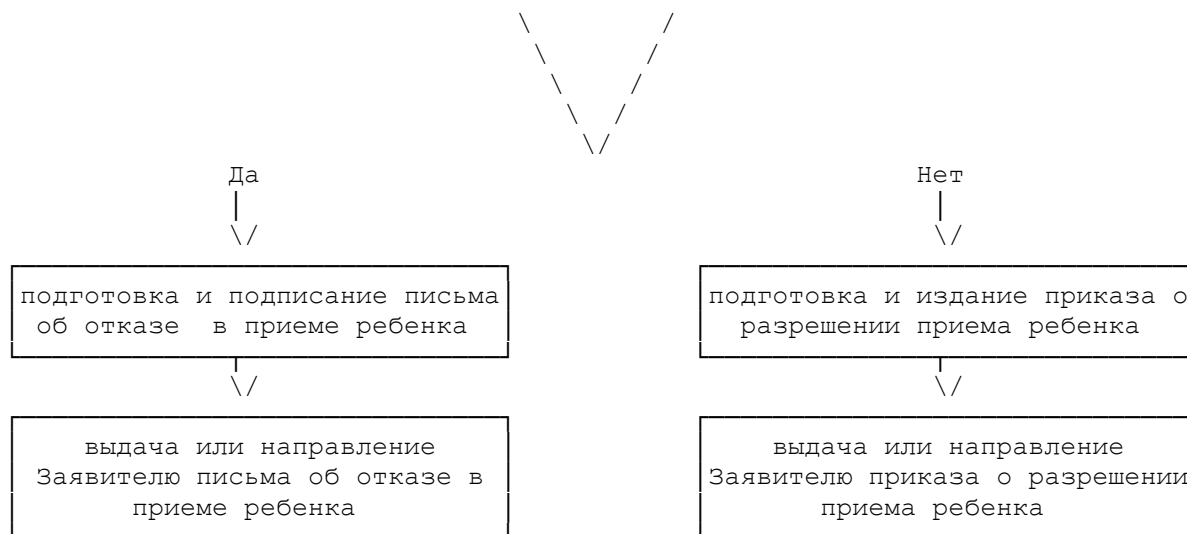 Да
Нет
подготовка и подписание письма
об отказе в приеме ребенка
подготовка и издание приказа о
разрешении приема ребенка
выдача или направление
Заявителю письма об отказе в
приеме ребенка
выдача или направление
Заявителю приказа о разрешении
приема ребенка